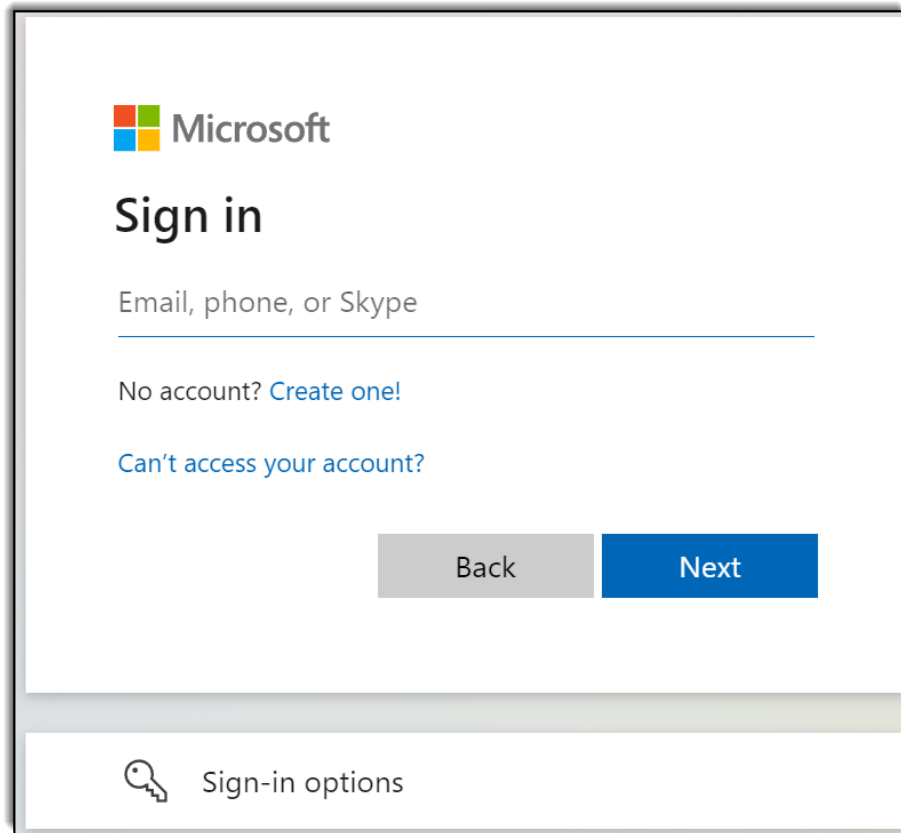 Microsoft
Sign in
Email, phone, or Skype
No account? Create one!
Can’t access your account?
Back Next
Sign-in options